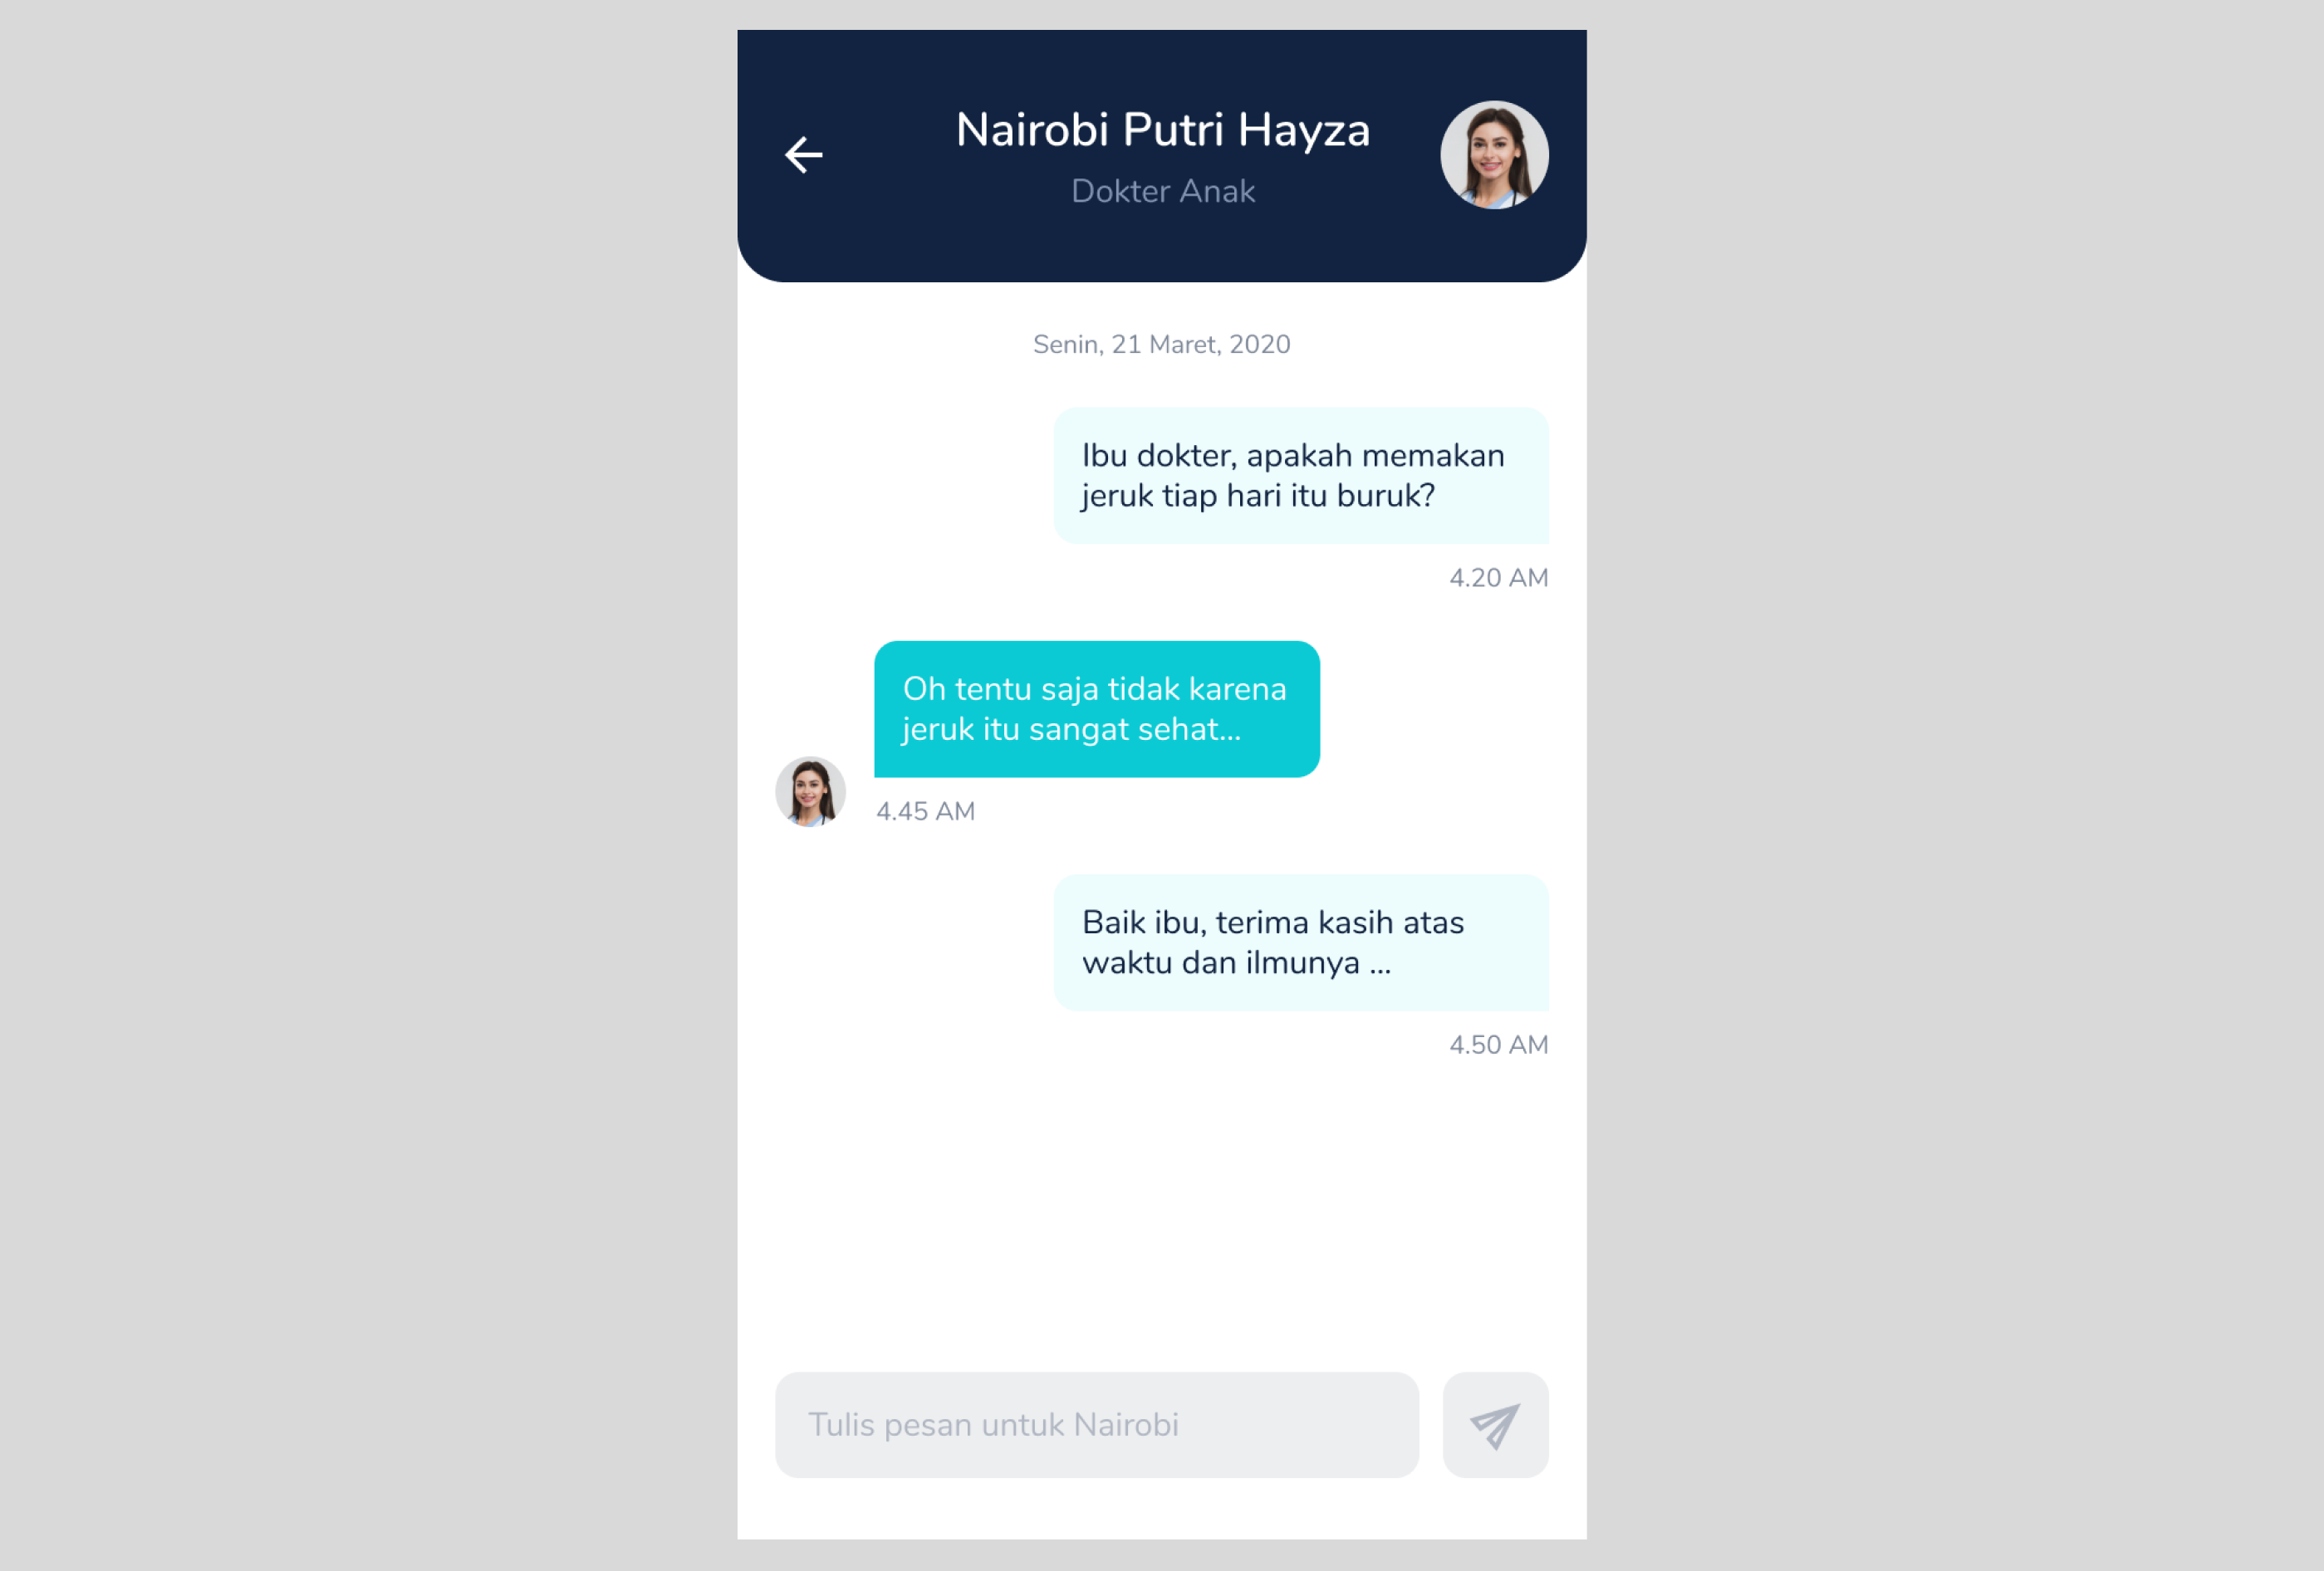 Nairobi Putri Hayza
Dokter Anak
Senin, 21 Maret, 2020
Ibu dokter, apakah memakan
jeruk tiap hari itu buruk?
4.20 AM
Oh tentu saja tidak karena
jeruk itu sangat sehat...
4.45 AM
Baik ibu, terima kasih atas
waktu dan ilmunya ...
4.50 AM
Tulis pesan untuk Nairobi